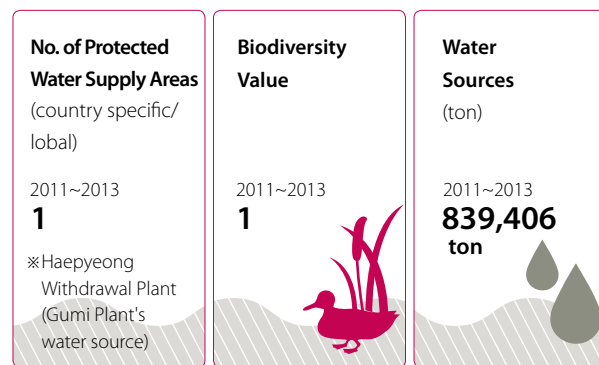 No. of Protected
Water Supply Areas
(country specific/
lobal)
2011~2013
1
※Haepyeong
Withdrawal Plant
(Gumi Plant's
water source)
Biodiversity
Value
2011~2013
1
Water
Sources
(ton)
2011~2013
839,406
ton